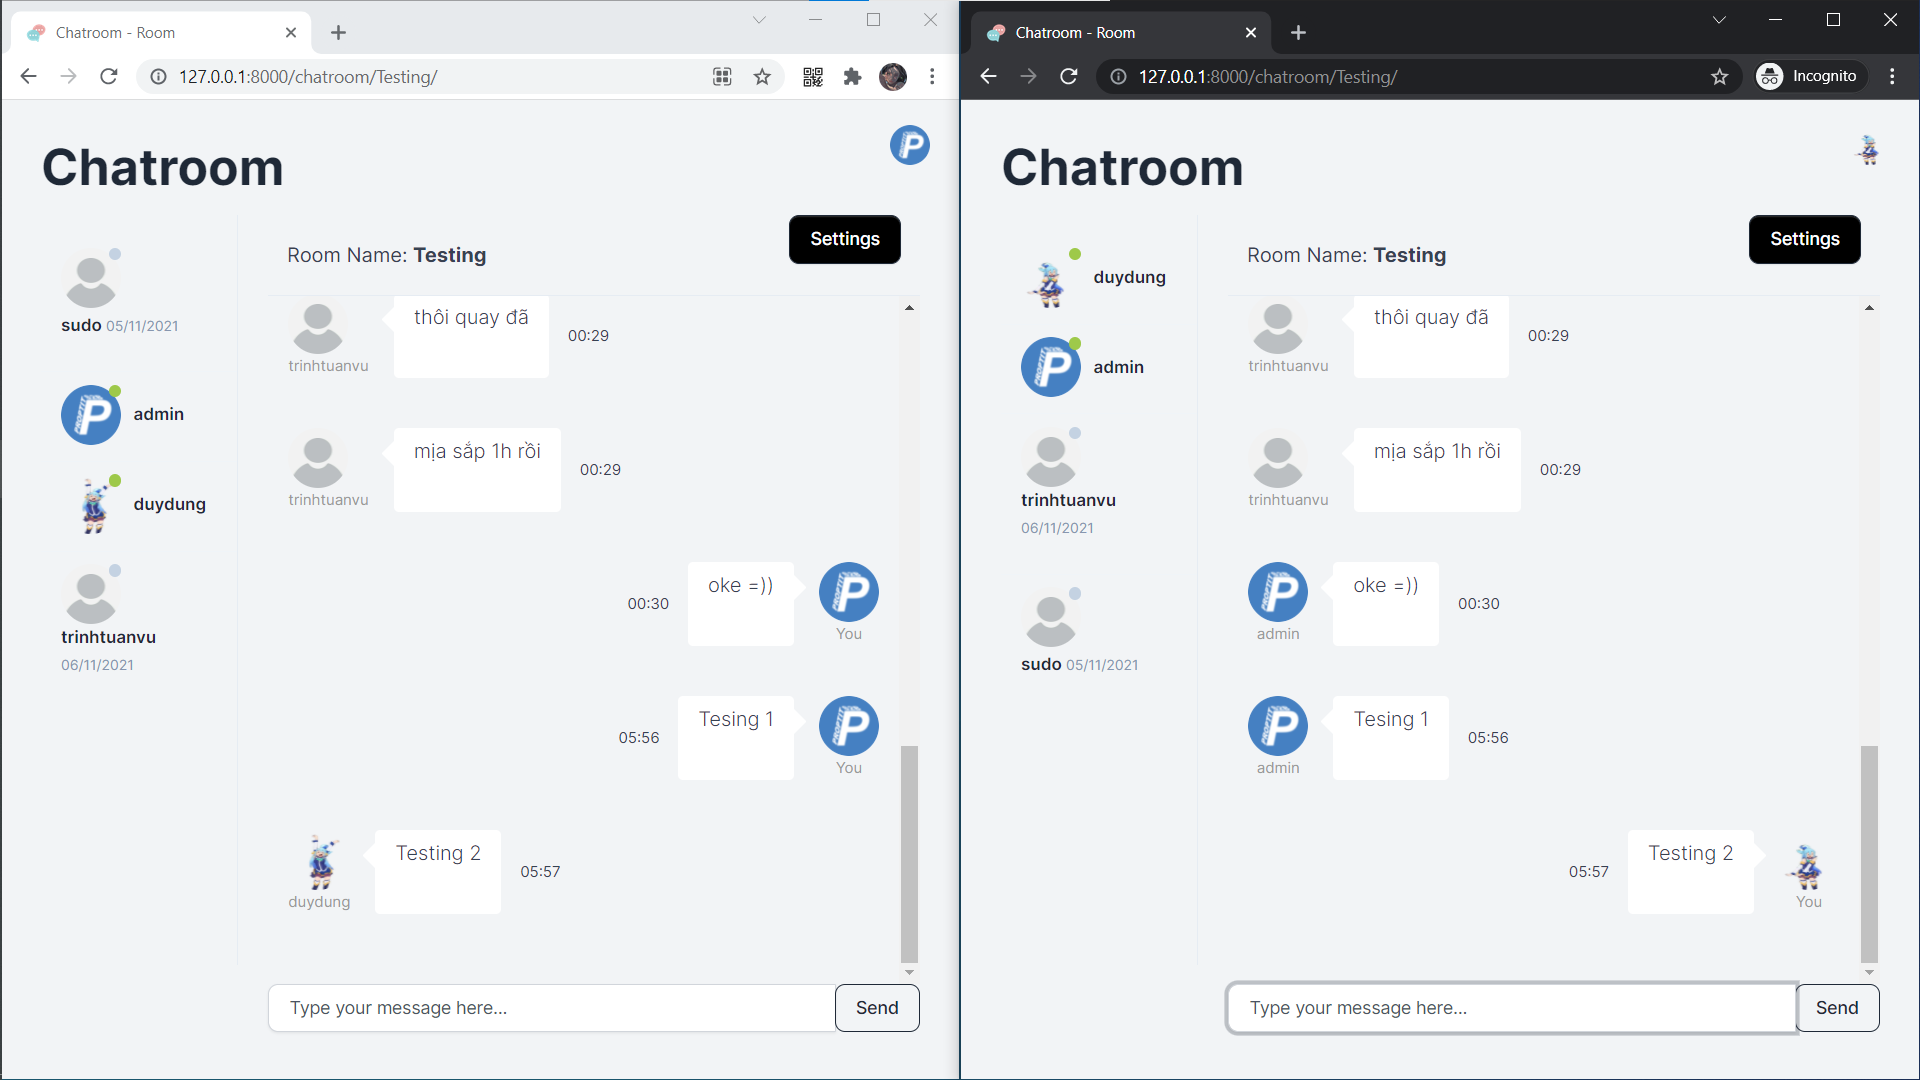 Chatroom - Room
127.0.0.1:8000/chatroom/Testing/
Chatroom
Settings
Room Name: Testing
sudo 05/11/2021
admin
duydung
trinhtuanvu
06/11/2021
thôi quay đã
00:29
trinhtuanvu
mịa sắp 1h rồi
00:29
trinhtuanvu
00:30
oke =))
You
05:56
Tesing 1
You
Testing 2
05:57
duydung
Type your message here...
Send
Chatroom - Room
127.0.0.1:8000/chatroom/Testing/
Incognito
Chatroom
Settings
Room Name: Testing
duydung
admin
trinhtuanvu
06/11/2021
sudo 05/11/2021
thôi quay đã
00:29
trinhtuanvu
mịa sắp 1h rồi
00:29
trinhtuanvu
oke =))
00:30
admin
Tesing 1
05:56
admin
05:57
Testing 2
You
Type your message here...
Send